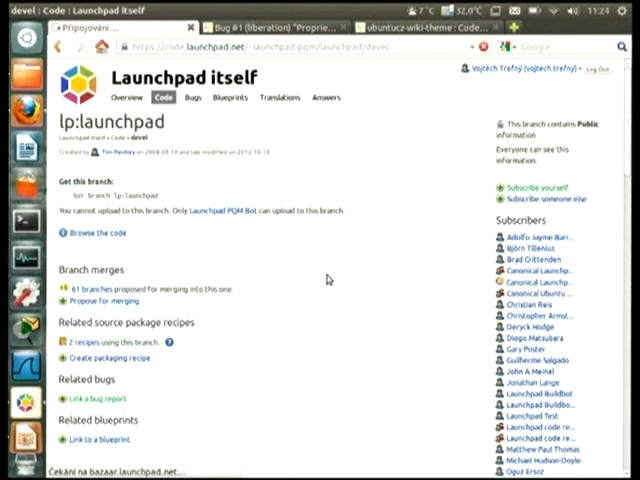 devel : Code : Launchpad itself
7 °C
32,0°C
11:24
Připojování...
Bug #1 (liberation) "Proprie...
ubuntucz-wiki-theme : Code...
https://code.launchpad.net/~launchpad-pqm/launchpad/devel
Google
Launchpad itself
Vojtěch Trefný (vojtech.trefny)
Log Out
Overview Code Bugs Blueprints Translations Answers
lp:launchpad
Launchpad itself » Code » devel
Created by Tim Penhey on 2008-09-19 and last modified on 2012-10-19
Get this branch:
bzr branch lp:launchpad
You cannot upload to this branch. Only Launchpad PQM Bot can upload to this branch.
Browse the code
Branch merges
61 branches proposed for merging into this one.
Propose for merging
Related source package recipes
2 recipes using this branch.
Create packaging recipe
Related bugs
Link a bug report
Related blueprints
Link to a blueprint
This branch contains Public
information
Everyone can see this
information.
Subscribe yourself
Subscribe someone else
Subscribers
Adolfo Jayme Barr...
Björn Tillenius
Brad Crittenden
Canonical Launchp...
Canonical Launchp...
Canonical Ubuntu ...
Christian Reis
Christopher Armst...
Deryck Hodge
Diogo Matsubara
Gary Poster
Guilherme Salgado
John A Meinel
Jonathan Lange
Launchpad Buildbot
Launchpad Buildbo...
Launchpad Test
Launchpad code re...
Launchpad code re...
Matthew Paul Thomas
Michael Hudson-Doyle
Oguz Ersoz
Čekání na bazaar.launchpad.net...